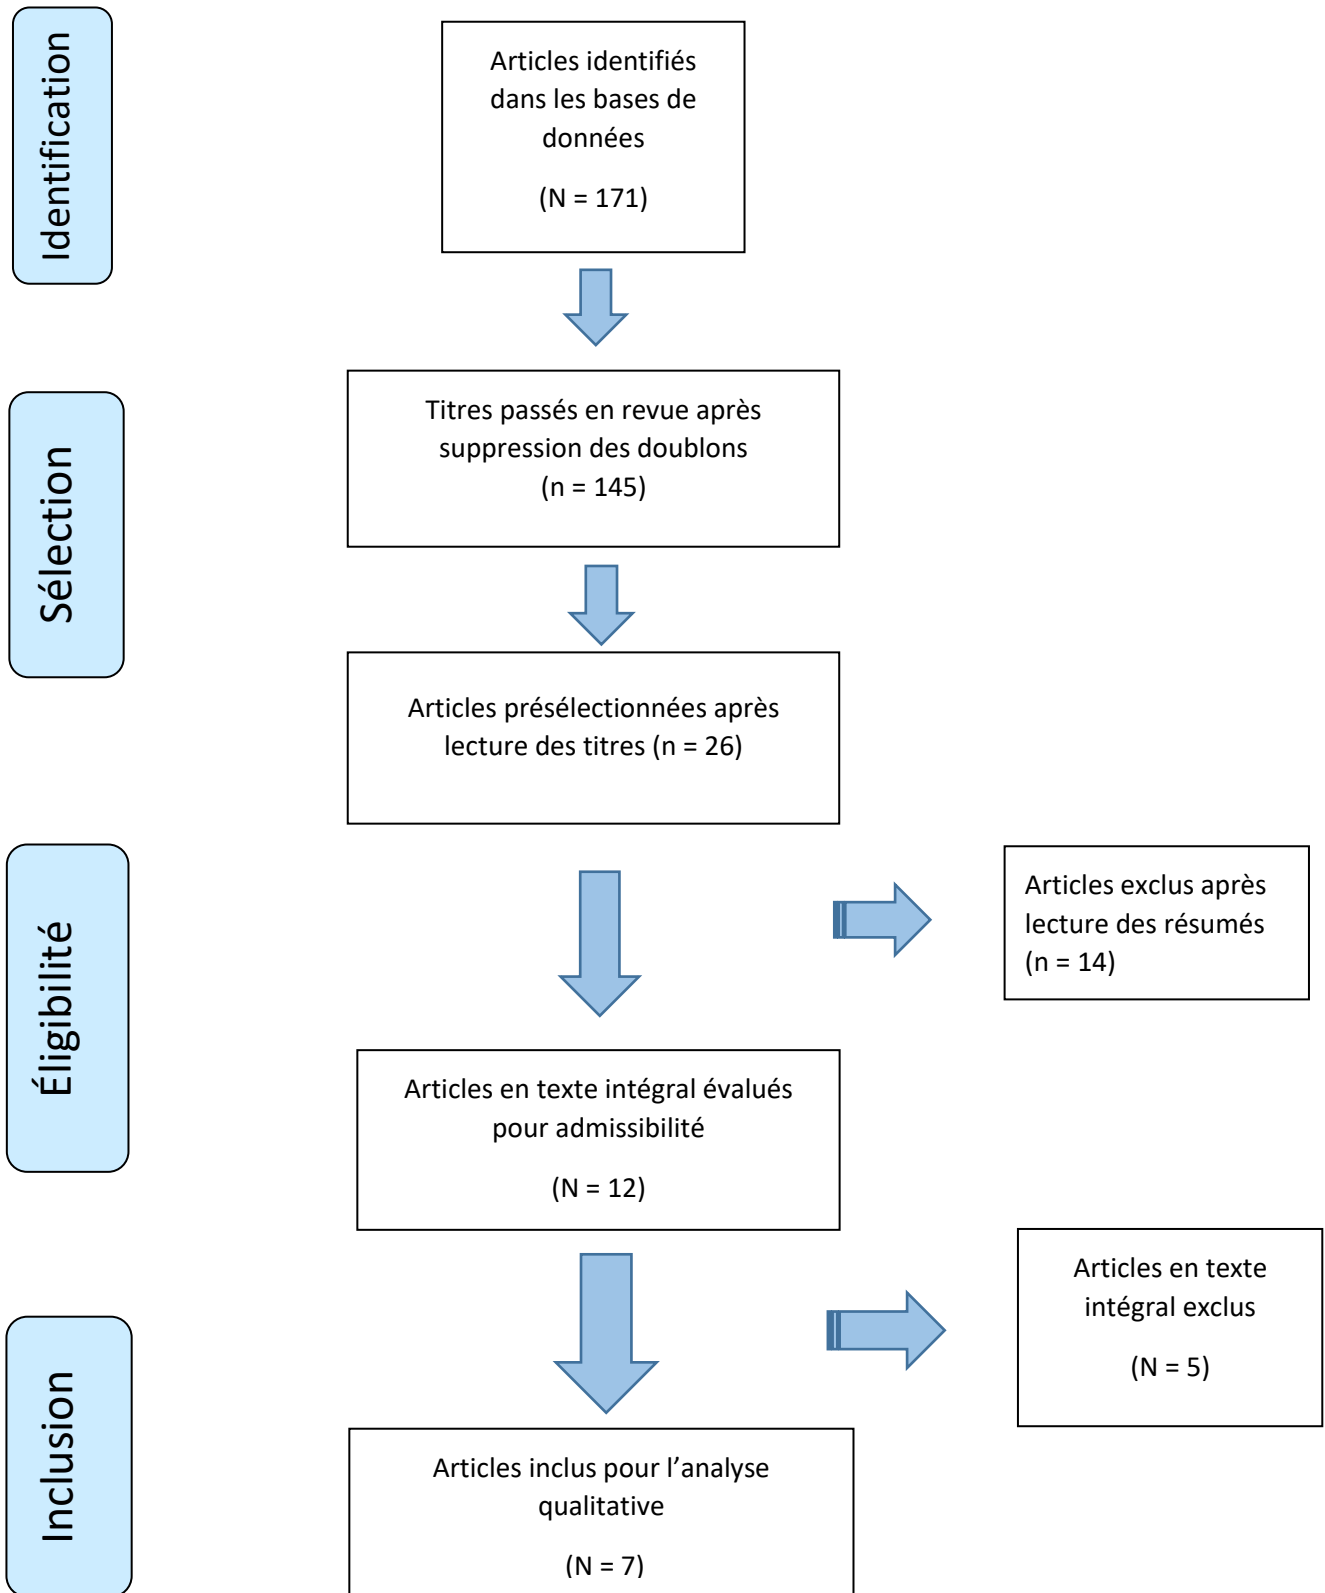 Identification
Articles identifiés
dans les bases de
données
(N = 171)
Sélection
Titres passés en revue après
suppression des doublons
(n = 145)
Articles présélectionnées après
lecture des titres (n = 26)
Éligibilité
Articles exclus après
lecture des résumés
(n = 14)
Articles en texte intégral évalués
pour admissibilité
(N = 12)
Articles en texte
intégral exclus
(N = 5)
Inclusion
Articles inclus pour l’analyse
qualitative
(N = 7)